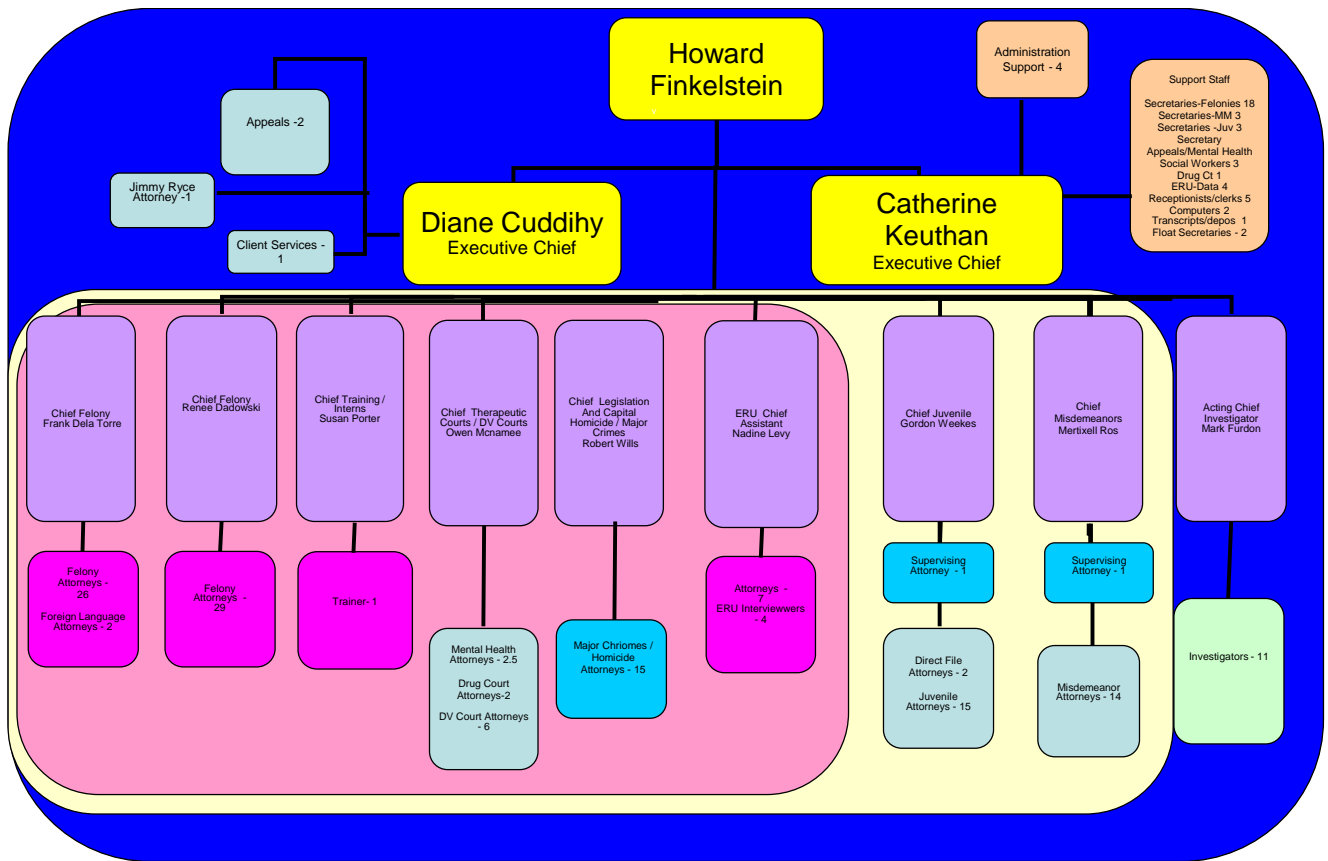 Howard
Finkelstein
Administration
Support - 4
Support Staff
Secretaries-Felonies 18
Secretaries-MM 3
Secretaries -Juv 3
Secretary
Appeals/Mental Health
Social Workers 3
Drug Ct 1
ERU-Data 4
Receptionists/clerks 5
Computers 2
Transcripts/depos 1
Float Secretaries - 2
Appeals -2
Jimmy Ryce
Attorney -1
Client Services -
1
Diane Cuddihy
Executive Chief
Catherine
Keuthan
Executive Chief
Chief Felony
Frank Dela Torre
Chief Felony
Renee Dadowski
Chief Training /
Interns
Susan Porter
Chief Therapeutic
Courts / DV Courts
Owen Mcnamee
Chief Legislation
And Capital
Homicide / Major
Crimes
Robert Wills
ERU Chief
Assistant
Nadine Levy
Chief Juvenile
Gordon Weekes
Chief
Misdemeanors
Mertixell Ros
Acting Chief
Investigator
Mark Furdon
Felony
Attorneys -
26
Foreign Language
Attorneys - 2
Felony
Attorneys -
29
Trainer- 1
Mental Health
Attorneys - 2.5
Drug Court
Attorneys-2
DV Court Attorneys
- 6
Major Chriomes /
Homicide
Attorneys - 15
Attorneys -
7
ERU Interviewwers
- 4
Supervising
Attorney - 1
Direct File
Attorneys - 2
Juvenile
Attorneys - 15
Supervising
Attorney - 1
Misdemeanor
Attorneys - 14
Investigators - 11